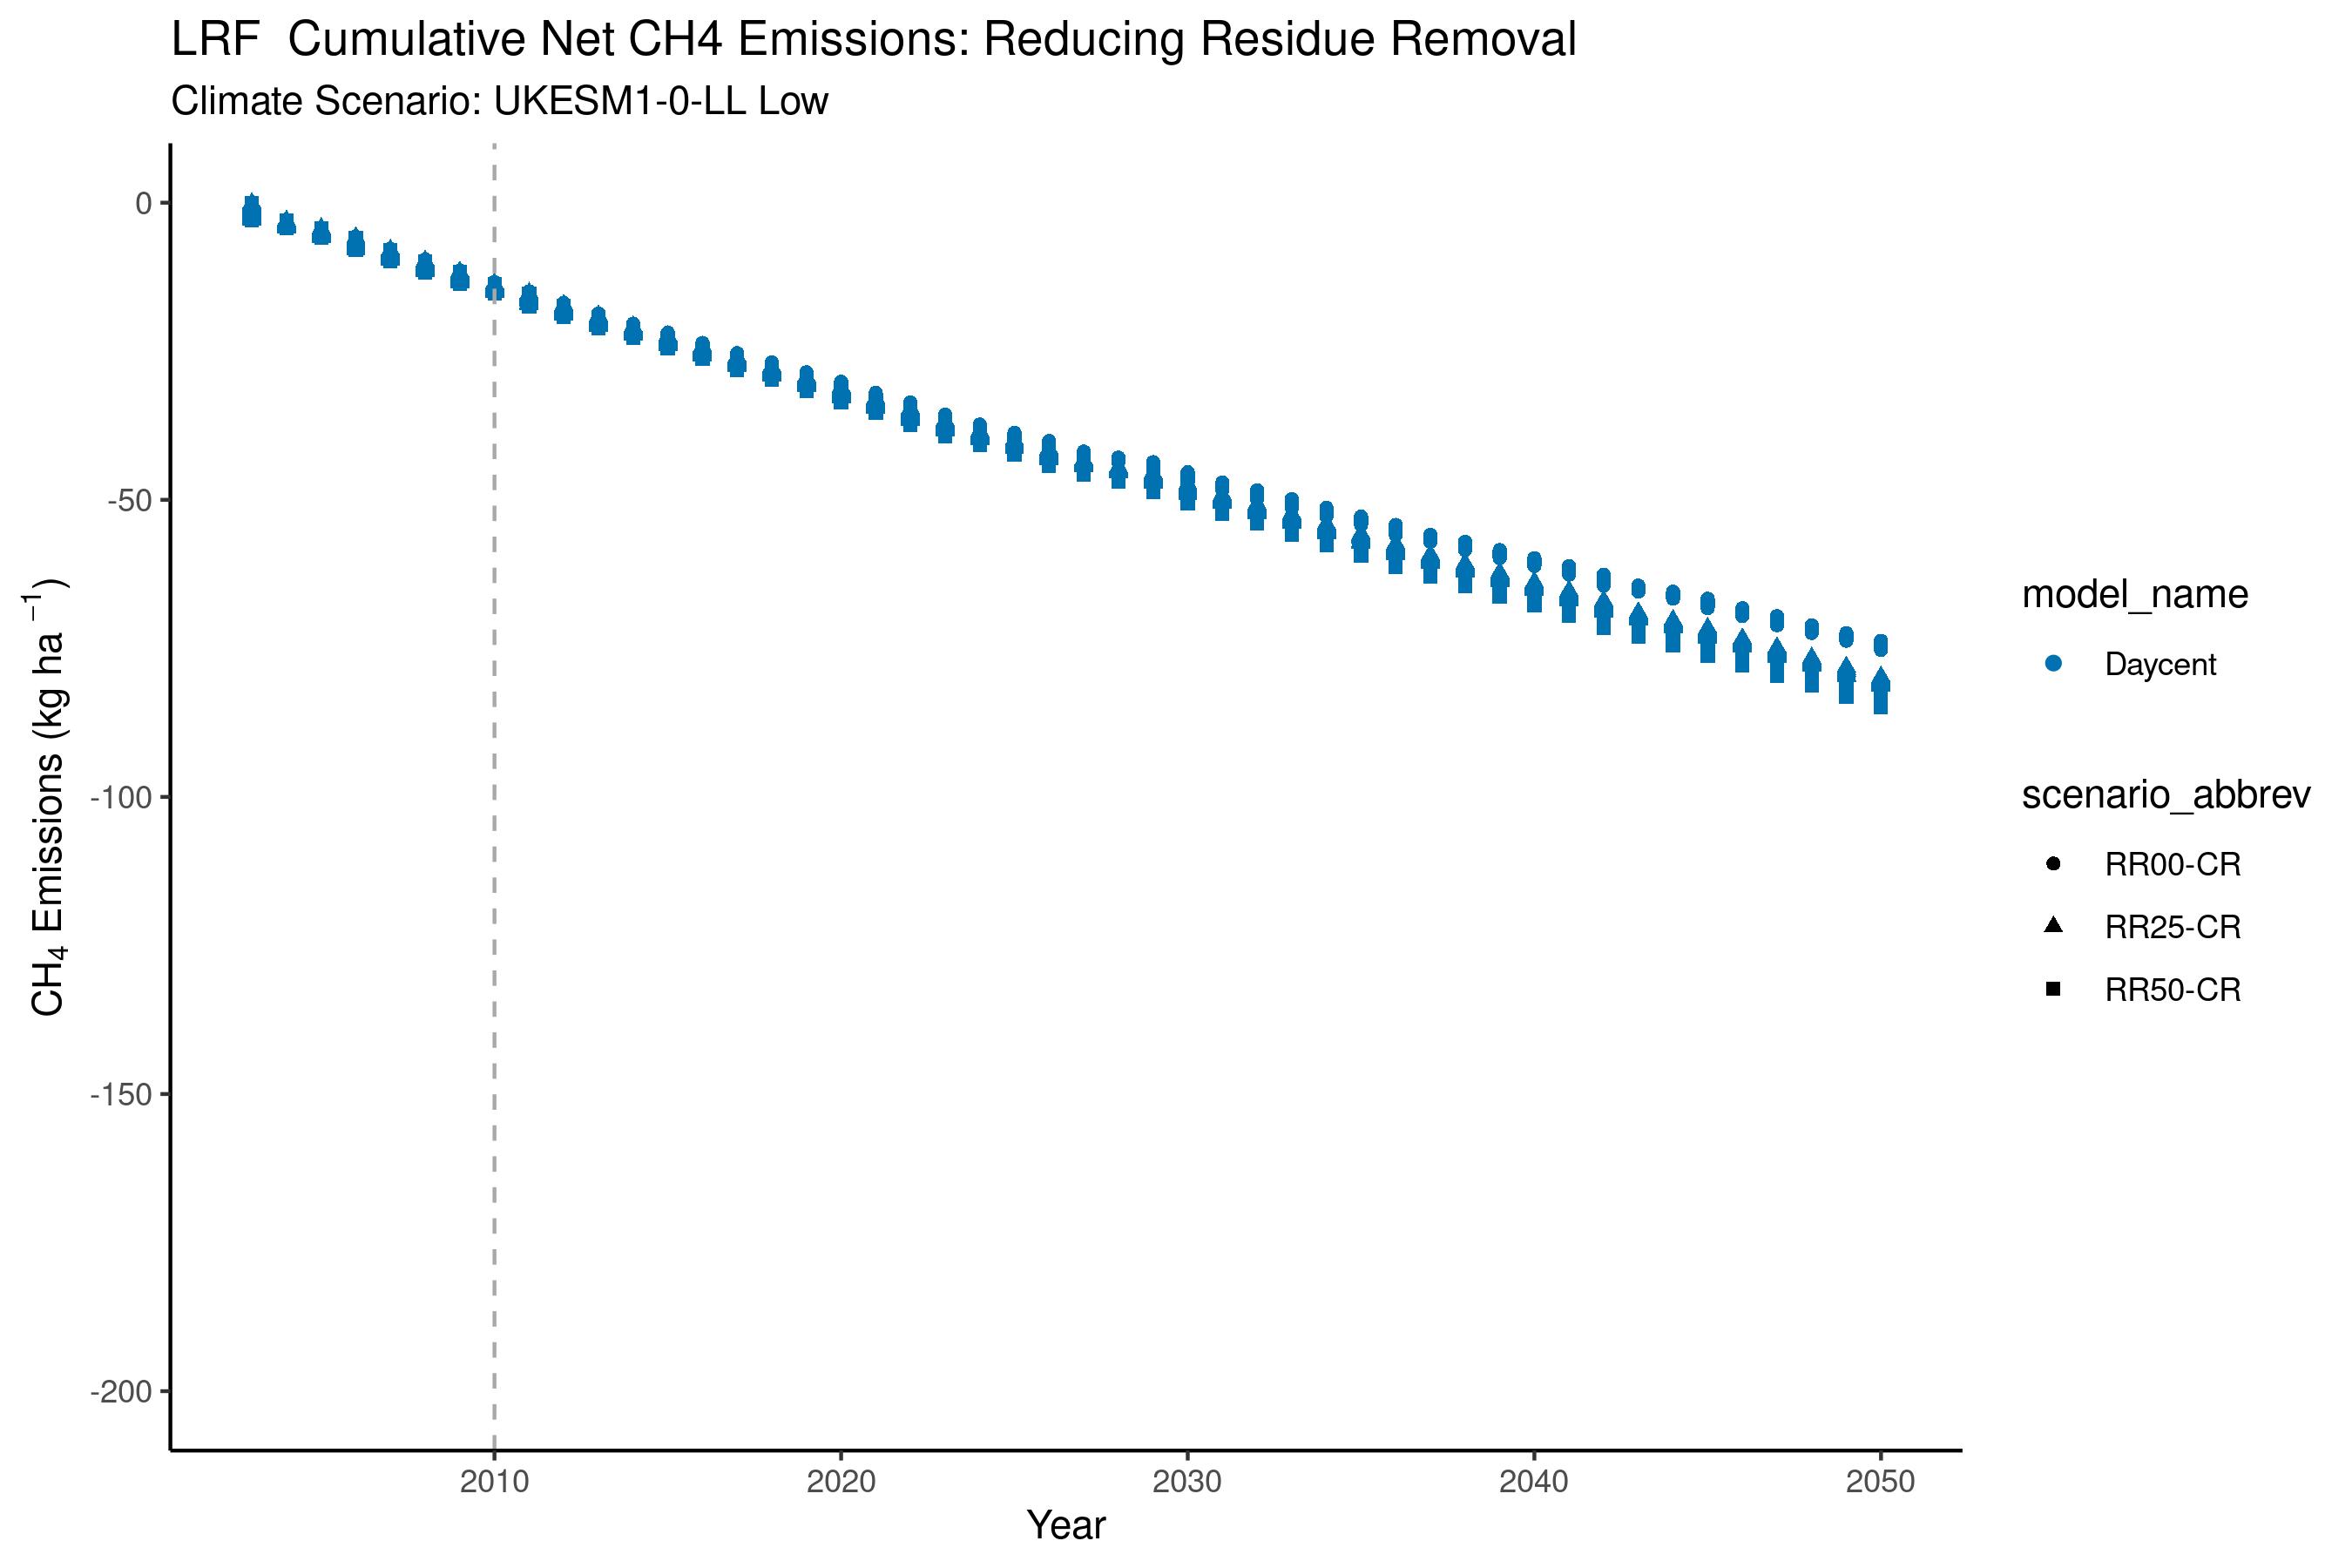 LRF  Cumulative Net CH4 Emissions: Reducing Residue Removal
Climate Scenario: UKESM1-0-LL Low
CH₄ Emissions (kg ha ⁻¹)
0
-50
-100
-150
-200
2010
2020
2030
2040
2050
Year
model_name
Daycent
scenario_abbrev
RR00-CR
RR25-CR
RR50-CR